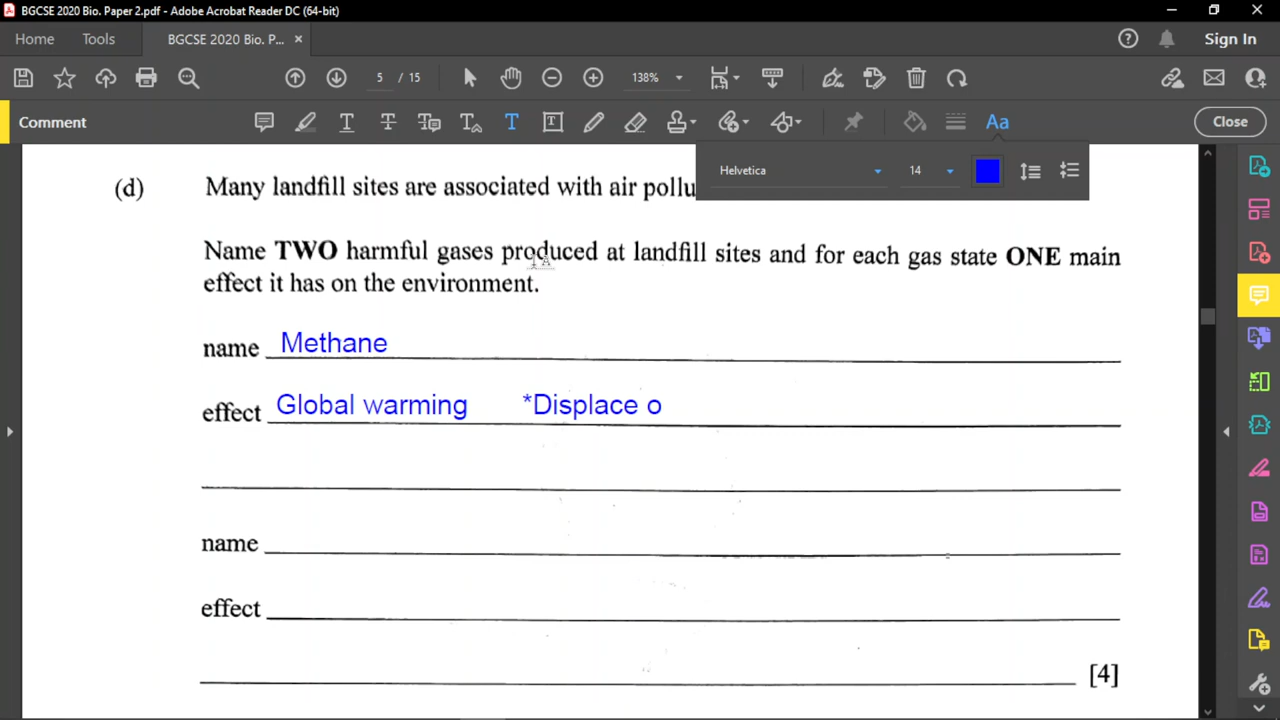 BGCSE 2020 Bio. Paper 2.pdf - Adobe Acrobat Reader DC (64-bit)
Home Tools BGCSE 2020 Bio. P... × Sign In
5 / 15 138%
Comment Close
Helvetica 14
(d) Many landfill sites are associated with air pollu
Name TWO harmful gases produced at landfill sites and for each gas state ONE main
effect it has on the environment.
name Methane
effect Global warming *Displace o
name
effect
[4]